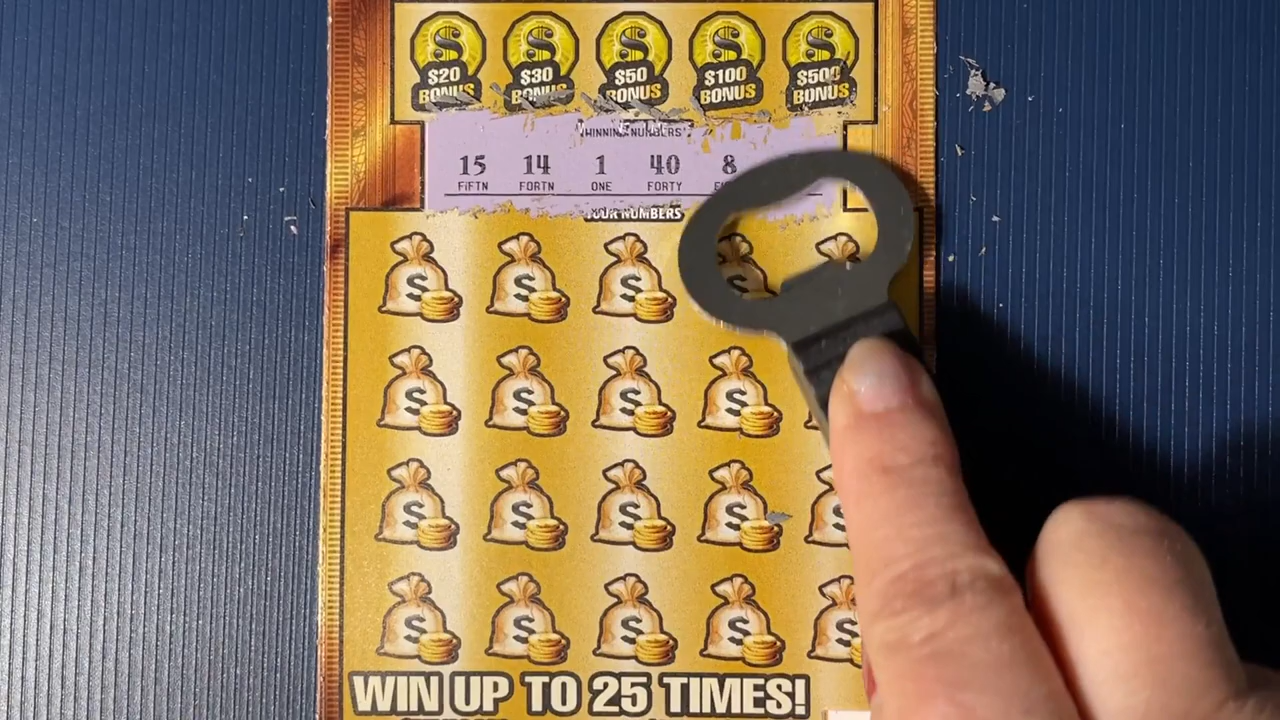 $20 $30 $50 $100 $500
BONUS BONUS BONUS BONUS BONUS
WINNING NUMBERS
15 14 1 40 8
FIFTN FORTN ONE FORTY
YOUR NUMBERS
WIN UP TO 25 TIMES!